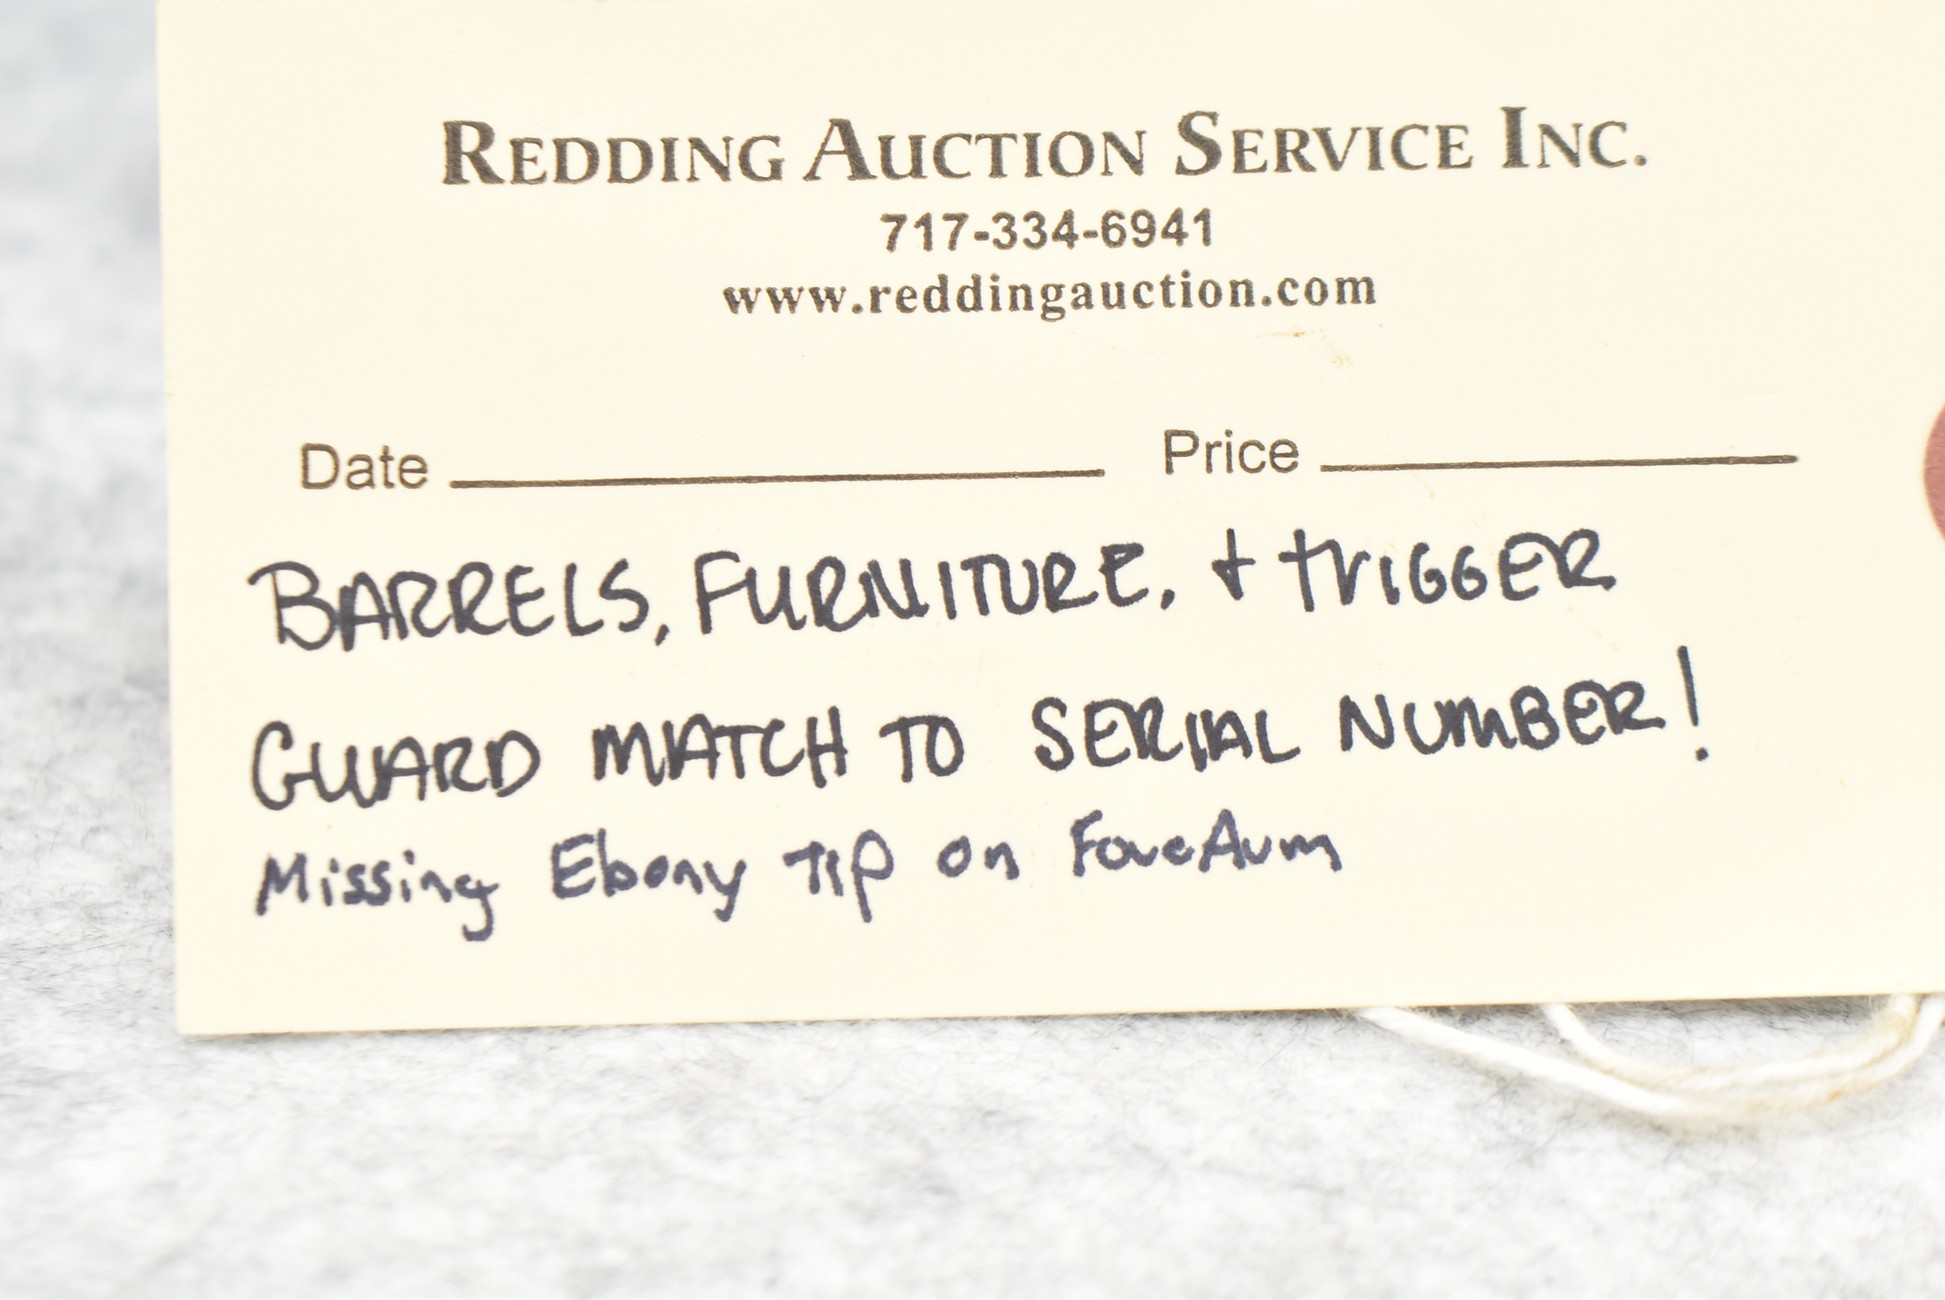 REDDING AUCTION SERVICE INC.
717-334-6941
www.reddingauction.com
Date Price
BARRELS, FURNITURE, + TRIGGER
GUARD MATCH TO SERIAL NUMBER!
Missing Ebony Tip on ForeArm